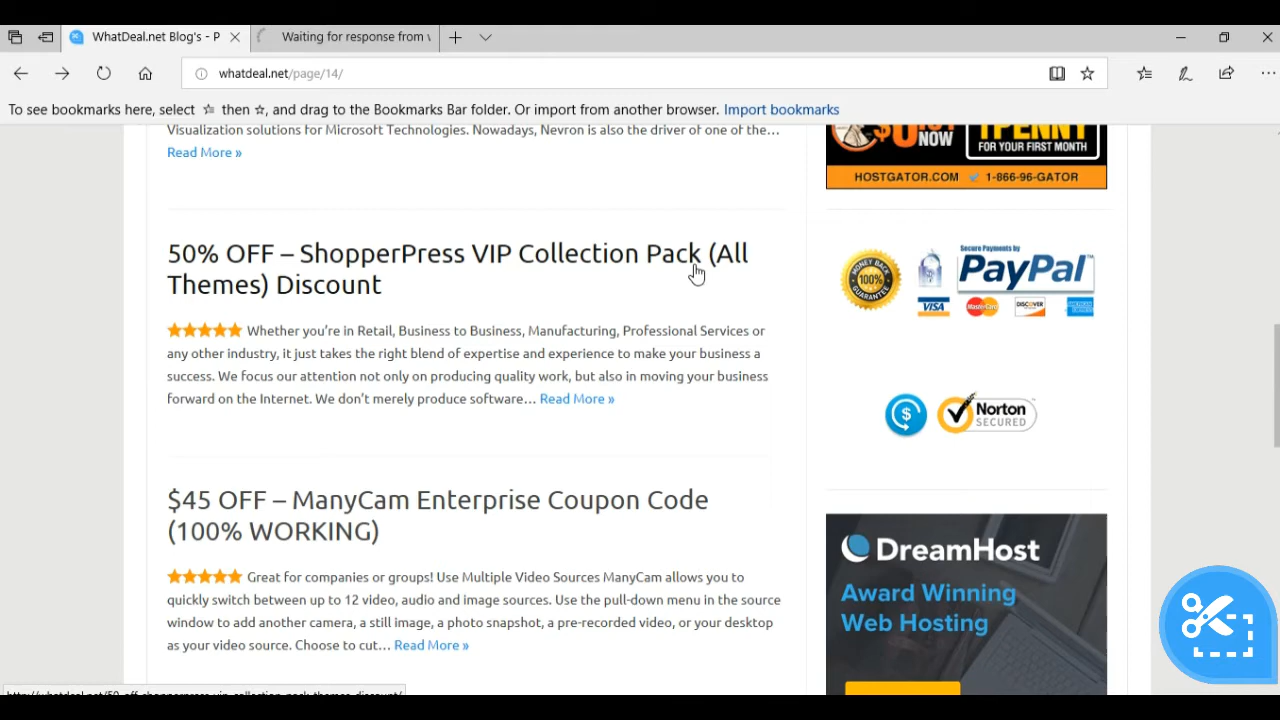 WhatDeal.net Blog's - P
Waiting for response from
whatdeal.net/page/14/
To see bookmarks here, select then , and drag to the Bookmarks Bar folder. Or import from another browser. Import bookmarks
Visualization solutions for Microsoft Technologies. Nowadays, Nevron is also the driver of one of the…
Read More »
50% OFF – ShopperPress VIP Collection Pack (All
Themes) Discount
Whether you're in Retail, Business to Business, Manufacturing, Professional Services or
any other industry, it just takes the right blend of expertise and experience to make your business a
success. We focus our attention not only on producing quality work, but also in moving your business
forward on the Internet. We don't merely produce software… Read More »
$45 OFF – ManyCam Enterprise Coupon Code
(100% WORKING)
Great for companies or groups! Use Multiple Video Sources ManyCam allows you to
quickly switch between up to 12 video, audio and image sources. Use the pull-down menu in the source
window to add another camera, a still image, a photo snapshot, a pre-recorded video, or your desktop
as your video source. Choose to cut… Read More »
NOW
1PENNY
FOR YOUR FIRST MONTH
HOSTGATOR.COM 1-866-96-GATOR
MONEY BACK
100%
GUARANTEE
Secure Payments by
PayPal
VISA
MasterCard
DISCOVER
AMERICAN EXPRESS
$
Norton
SECURED
DreamHost
Award Winning
Web Hosting